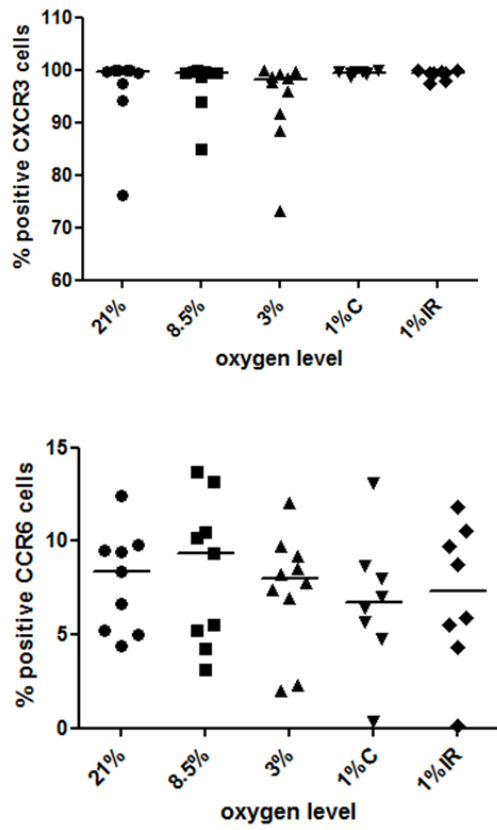 % positive CXCR3 cells
110
100
90
80
70
60
21% 8.5% 3% 1%C 1%IR
oxygen level
% positive CCR6 cells
15
10
5
0
21% 8.5% 3% 1%C 1%IR
oxygen level